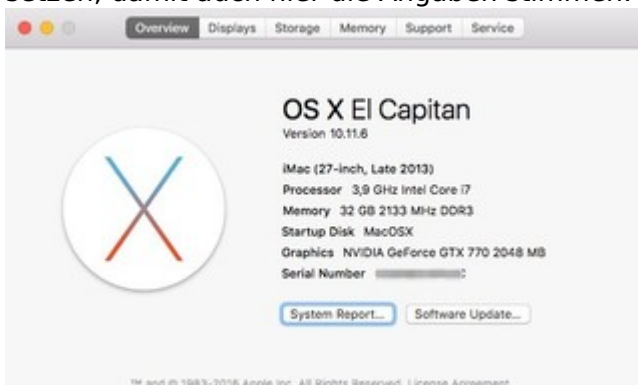 setzen, damit auch hier die Angaben stimmen.
Overview Displays Storage Memory Support Service
OS X El Capitan
Version 10.11.6
iMac (27-inch, Late 2013)
Processor 3,9 GHz Intel Core i7
Memory 32 GB 2133 MHz DDR3
Startup Disk MacOSX
Graphics NVIDIA GeForce GTX 770 2048 MB
Serial Number
System Report... Software Update...
™ and © 1983-2016 Apple Inc. All Rights Reserved. License Agreement